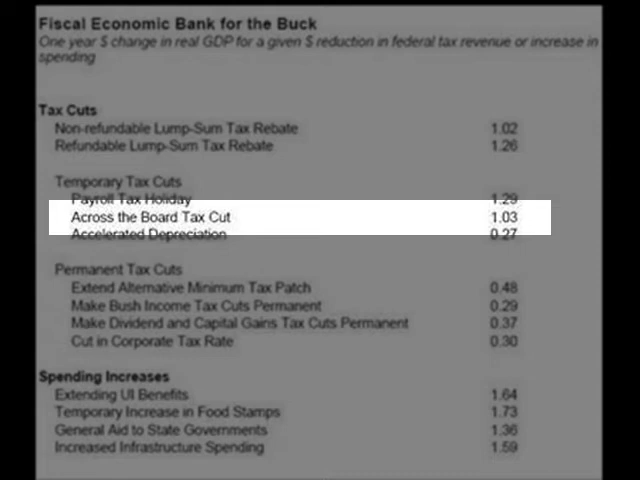 Fiscal Economic Bank for the Buck
One year $ change in real GDP for a given $ reduction in federal tax revenue or increase in
spending
Tax Cuts
Non-refundable Lump-Sum Tax Rebate 1.02
Refundable Lump-Sum Tax Rebate 1.26
Temporary Tax Cuts
Payroll Tax Holiday 1.29
Across the Board Tax Cut 1.03
Accelerated Depreciation 0.27
Permanent Tax Cuts
Extend Alternative Minimum Tax Patch 0.48
Make Bush Income Tax Cuts Permanent 0.29
Make Dividend and Capital Gains Tax Cuts Permanent 0.37
Cut in Corporate Tax Rate 0.30
Spending Increases
Extending UI Benefits 1.64
Temporary Increase in Food Stamps 1.73
General Aid to State Governments 1.36
Increased Infrastructure Spending 1.59